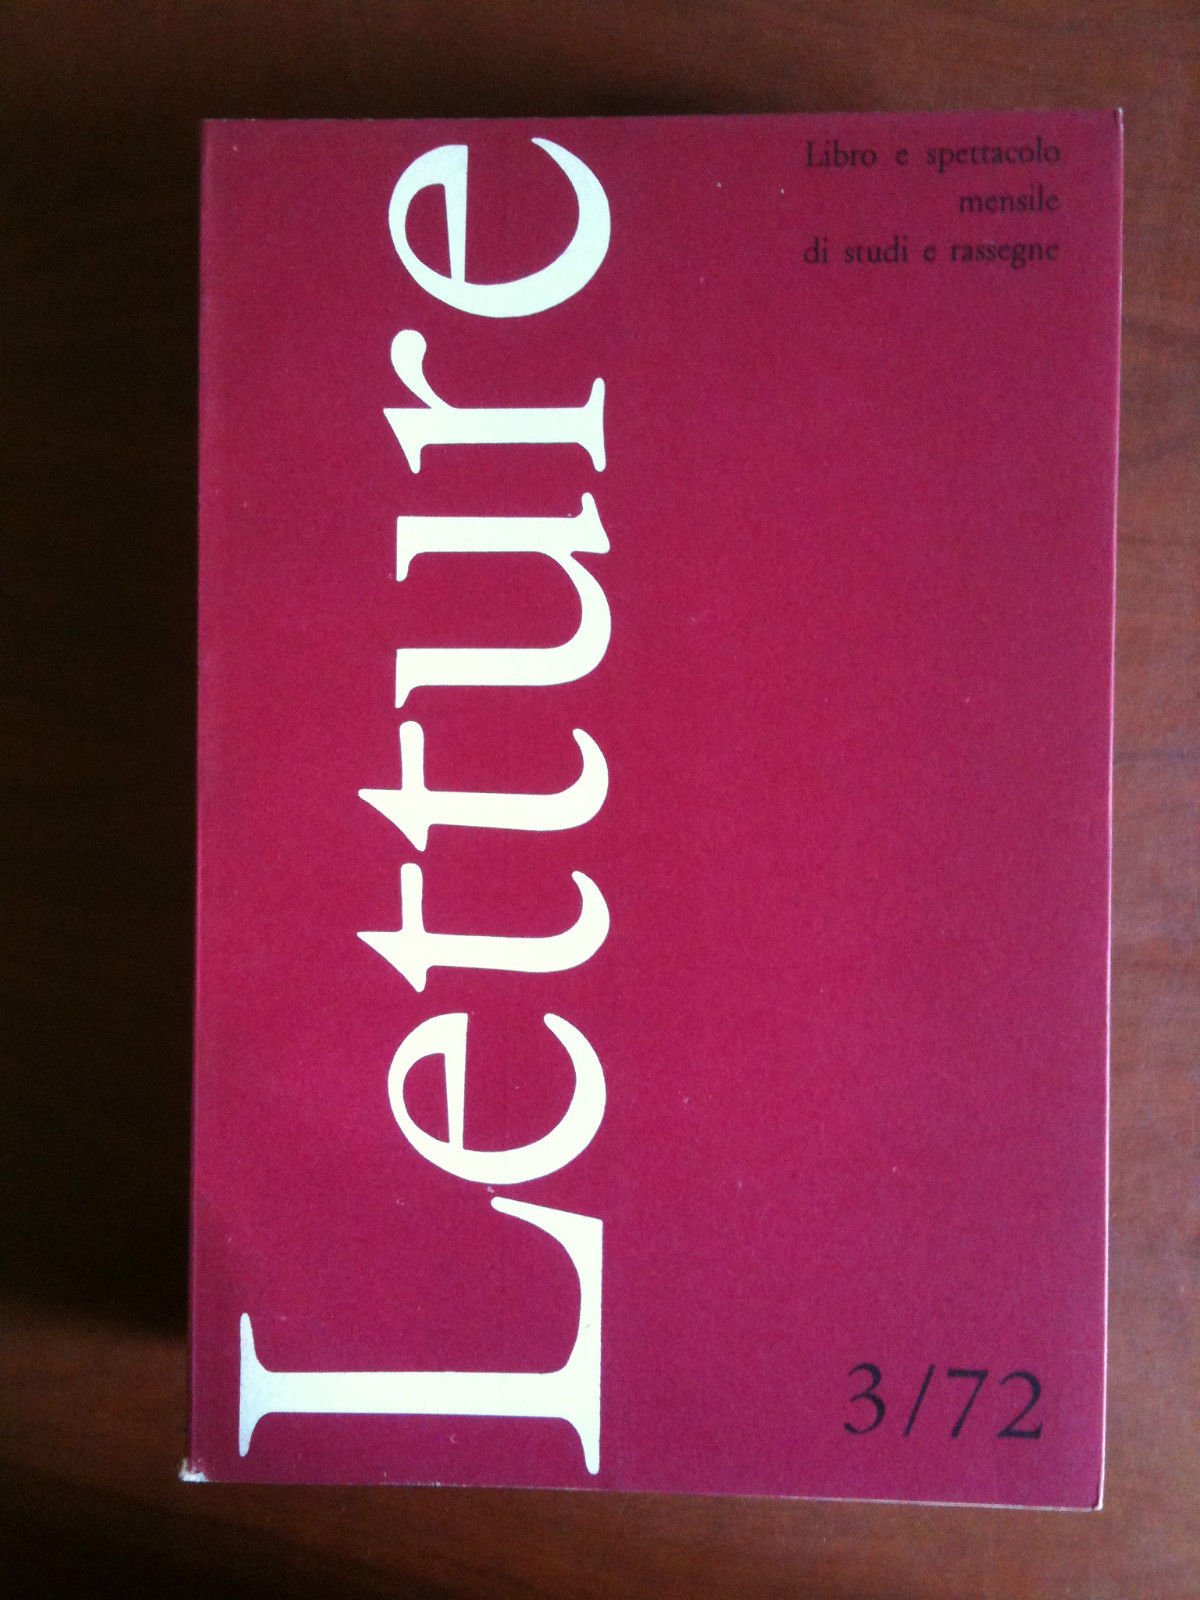 Libro e spettacolo
mensile
di studi e rassegne
Letture
3/72